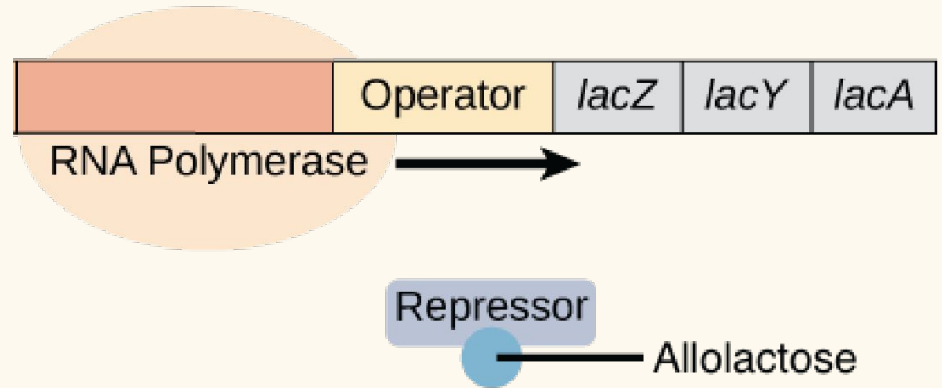 Operator lacZ lacY lacA
RNA Polymerase
Repressor
Allolactose